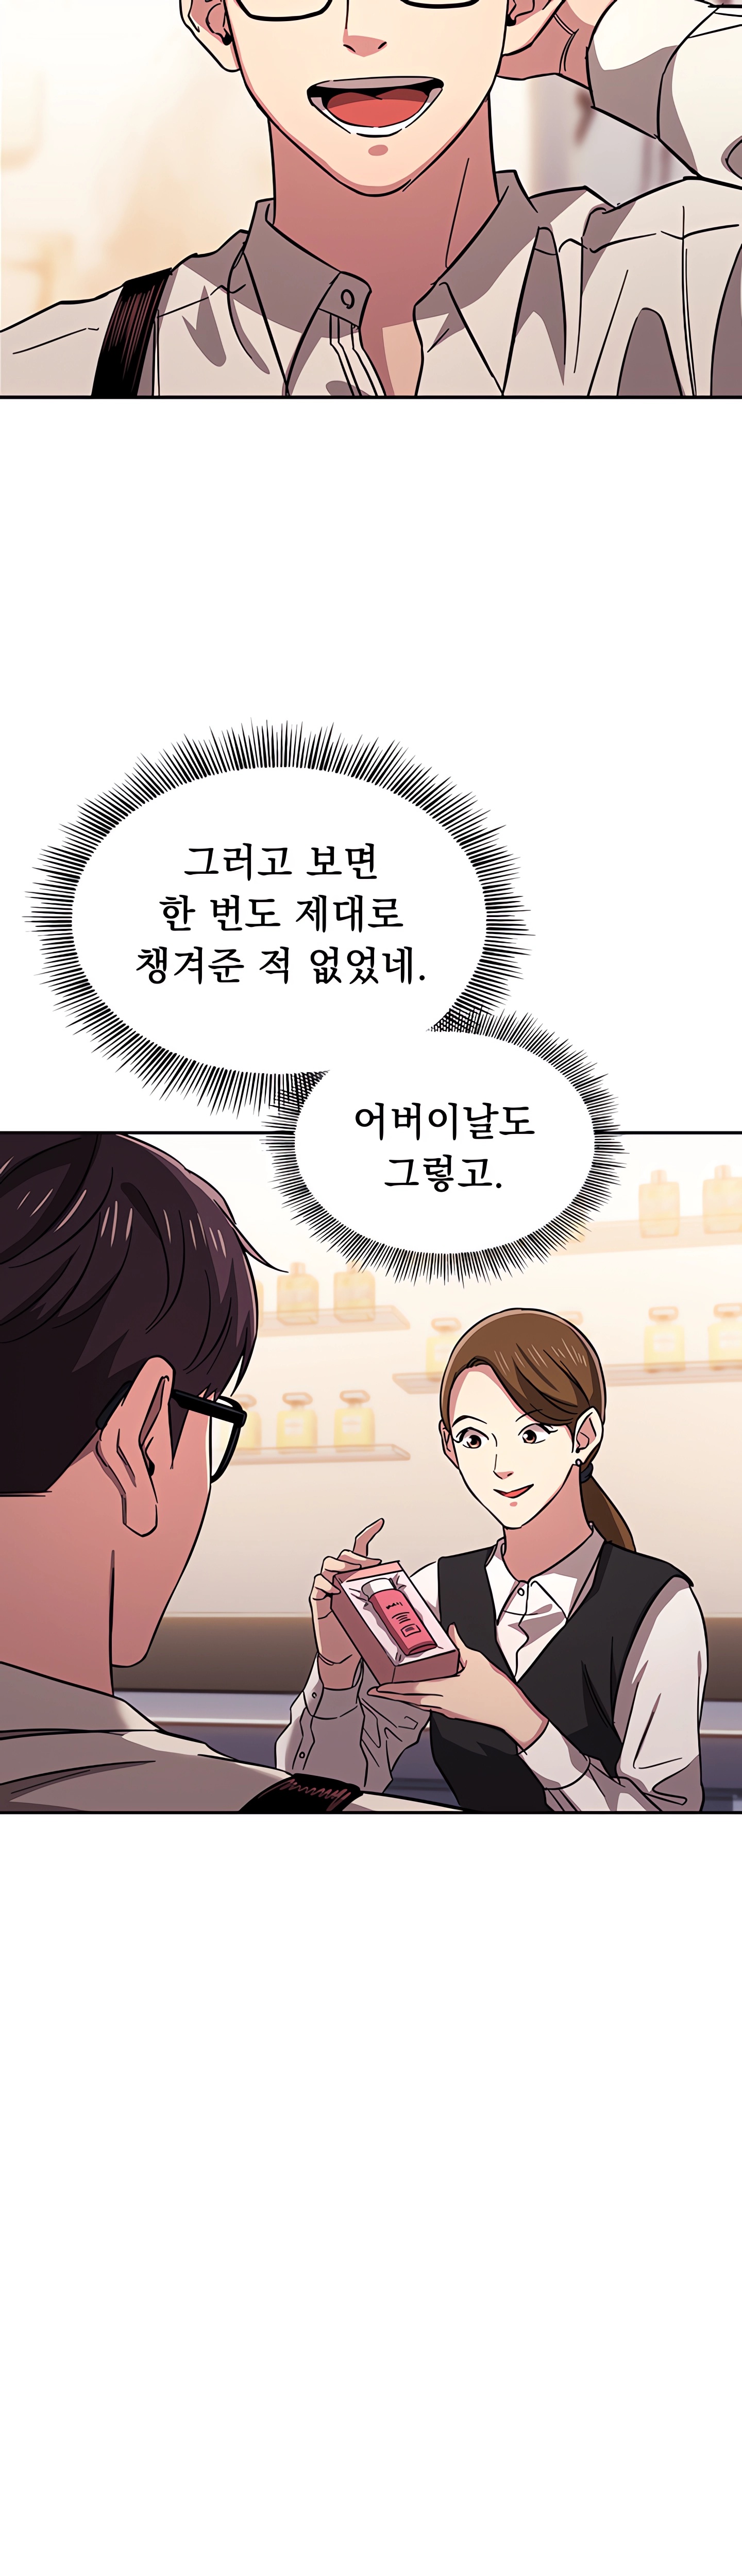 그러고 보면
한 번도 제대로
챙겨준 적 없었네.
어버이날도
그렇고.